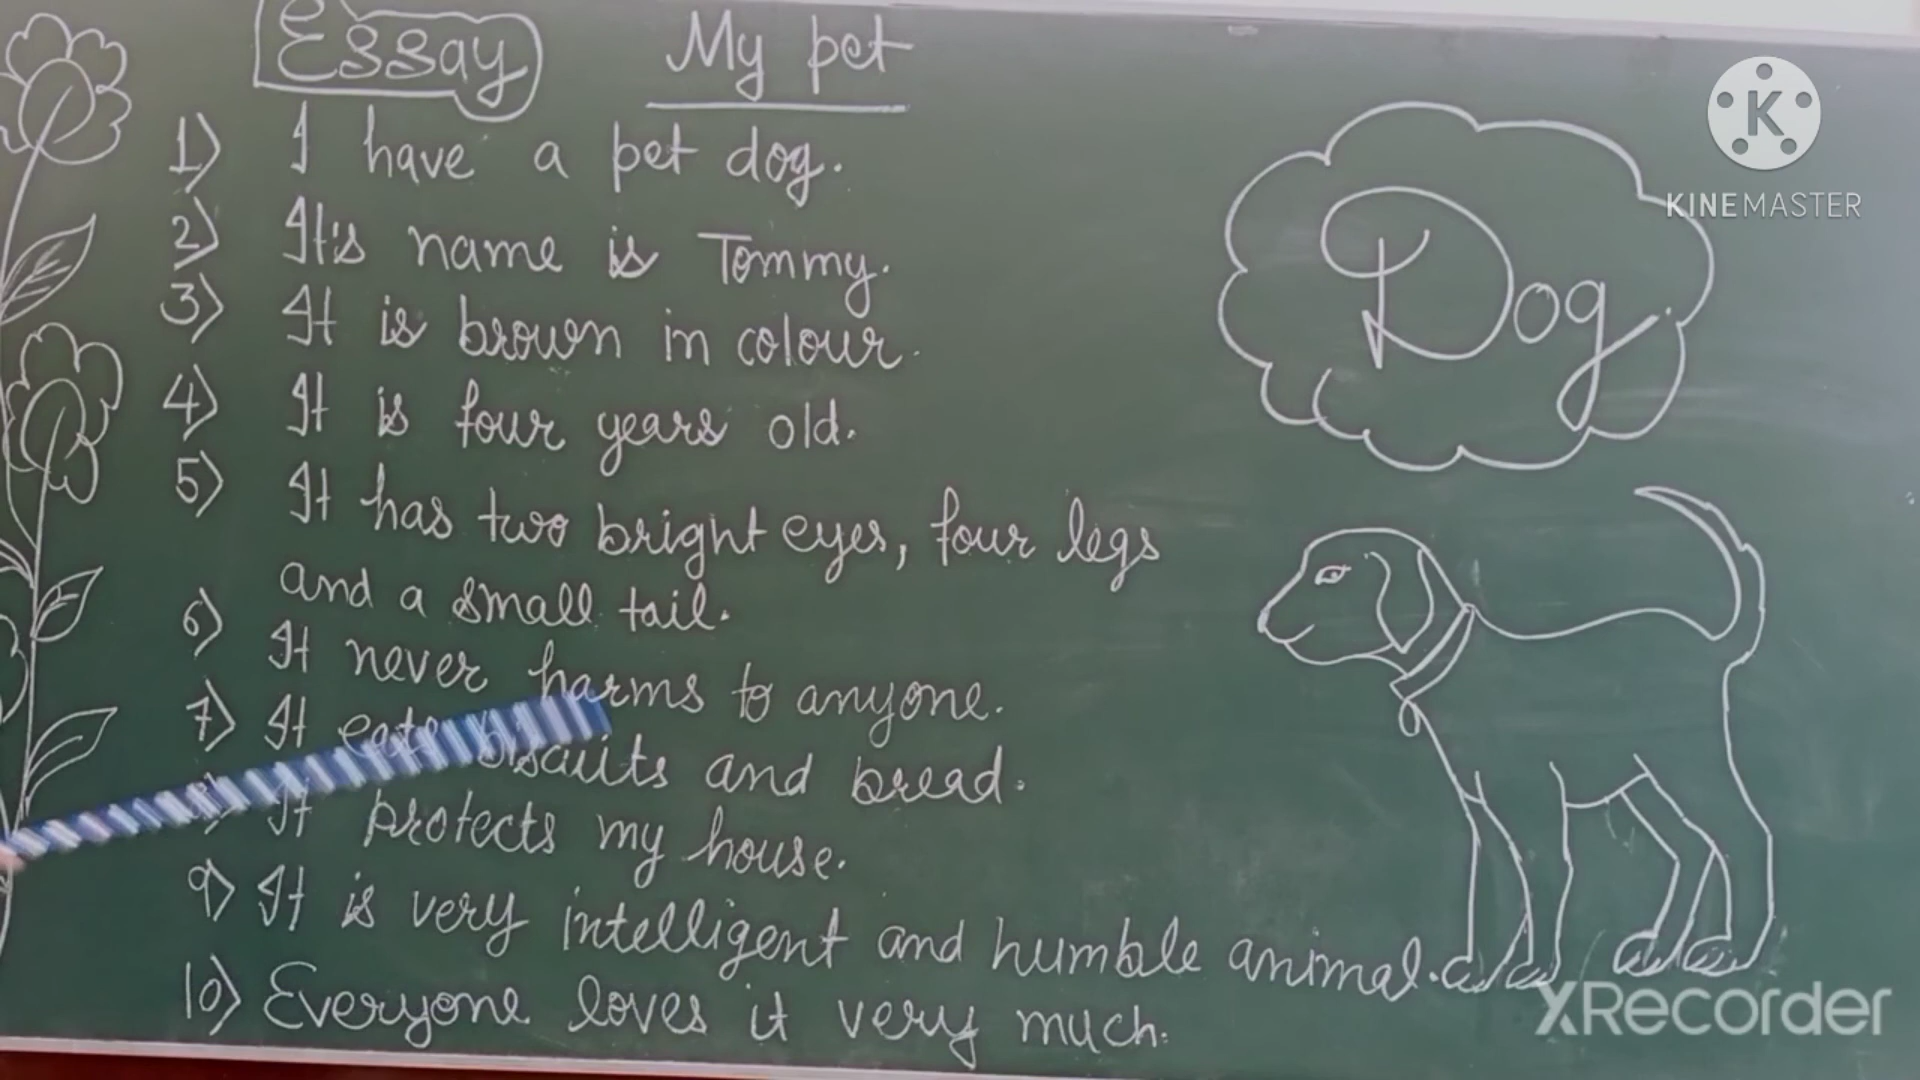 Essay My pet
1) I have a pet dog.
2) It's name is Tommy.
3) It is brown in colour.
4) It is four years old.
5) It has two bright eyes, four legs
and a small tail.
6) It never harms to anyone.
7) It eats biscuits and bread.
8) It protects my house.
9) It is very intelligent and humble animal.
10) Everyone loves it very much.
Dog.
K
KINEMASTER
XRecorder